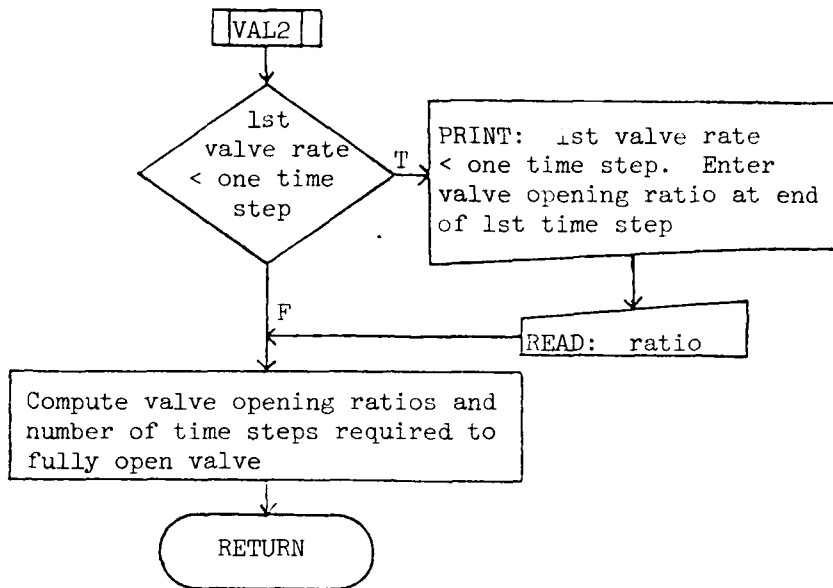 VAL2
1st
valve rate
< one time
step
T
PRINT: 1st valve rate
< one time step. Enter
valve opening ratio at end
of 1st time step
F
READ: ratio
Compute valve opening ratios and
number of time steps required to
fully open valve
RETURN